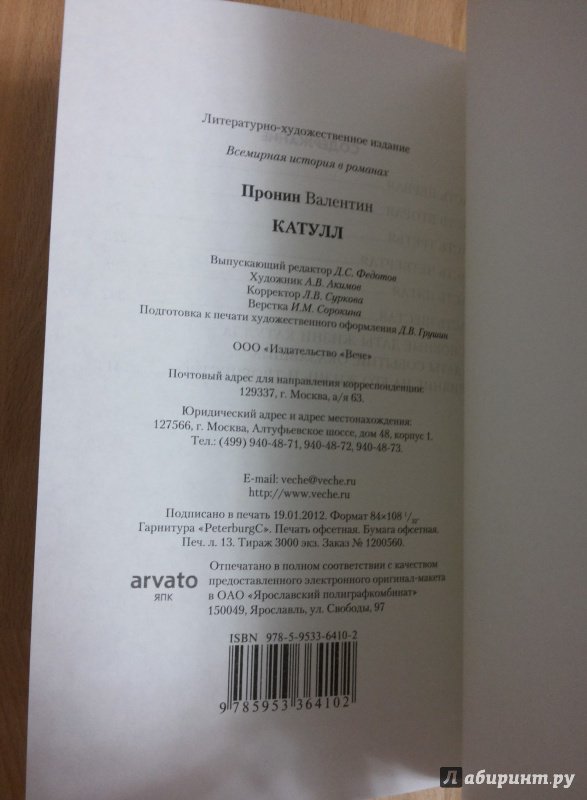 Литературно-художественное издание
Всемирная история в романах
Пронин Валентин
КАТУЛЛ
Выпускающий редактор Д.С. Федотов
Художник А.В. Акимов
Корректор Л.В. Суркова
Верстка И.М. Сорокина
Подготовка к печати художественного оформления Д.В. Грушин
ООО «Издательство «Вече»
Почтовый адрес для направления корреспонденции:
129337, г. Москва, а/я 63.
Юридический адрес и адрес местонахождения:
127566, г. Москва, Алтуфьевское шоссе, дом 48, корпус 1.
Тел.: (499) 940-48-71, 940-48-72, 940-48-73.
E-mail: veche@veche.ru
http://www.veche.ru
Подписано в печать 19.01.2012. Формат 84×108 1/32.
Гарнитура «PeterburgC». Печать офсетная. Бумага офсетная.
Печ. л. 13. Тираж 3000 экз. Заказ № 1200560.
arvato
ЯПК
Отпечатано в полном соответствии с качеством
предоставленного электронного оригинал-макета
в ОАО «Ярославский полиграфкомбинат»
150049, Ярославль, ул. Свободы, 97
ISBN 978-5-9533-6410-2
9 785953 364102
Лабиринт.ру